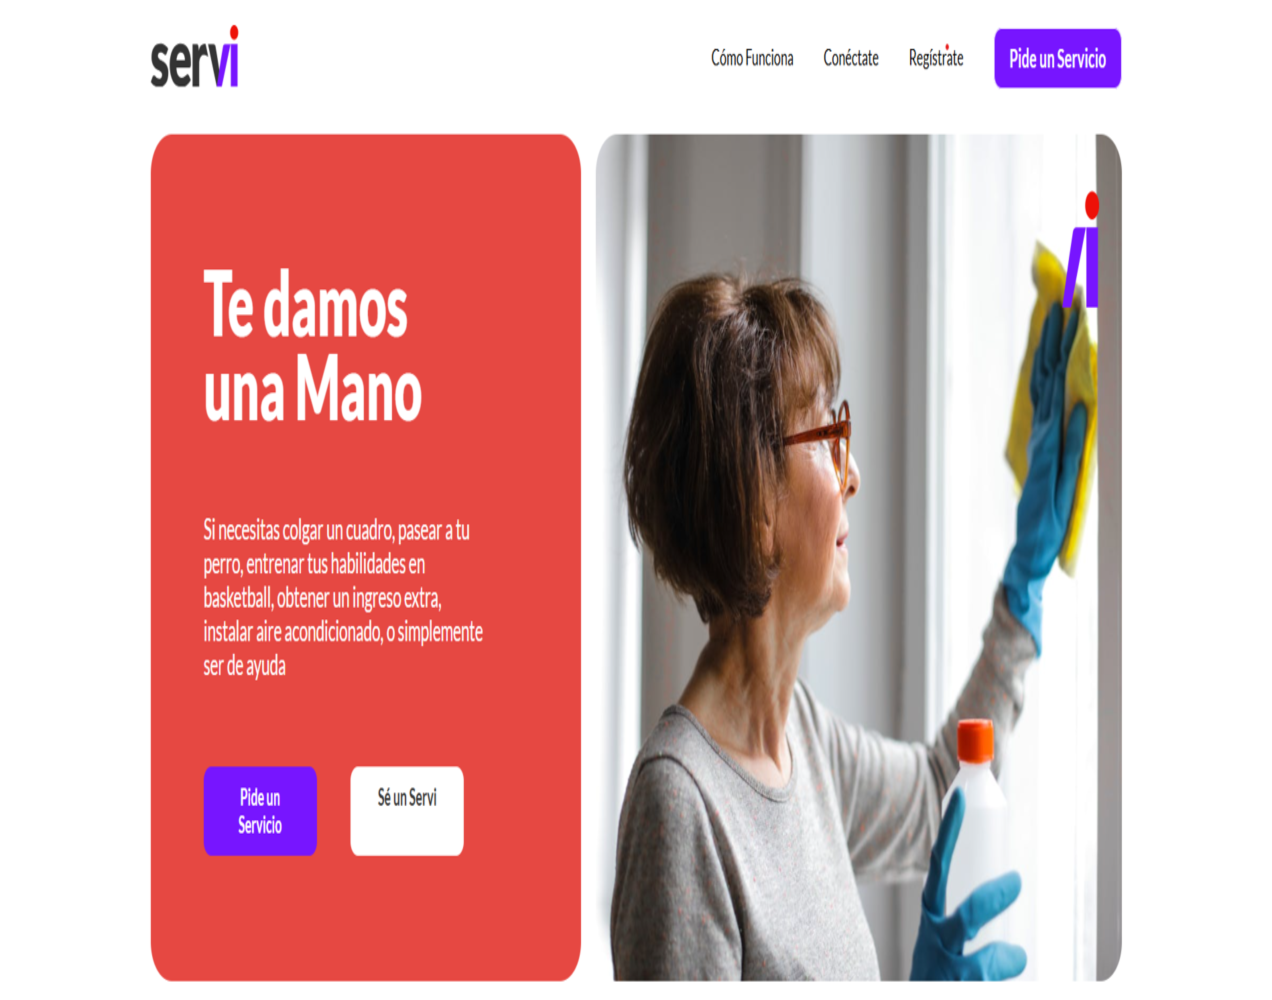 servi
Cómo Funciona
Conéctate
Regístrate
Pide un Servicio
Te damos
una Mano
Si necesitas colgar un cuadro, pasear a tu
perro, entrenar tus habilidades en
basketball, obtener un ingreso extra,
instalar aire acondicionado, o simplemente
ser de ayuda
Pide un
Servicio
Sé un Servi